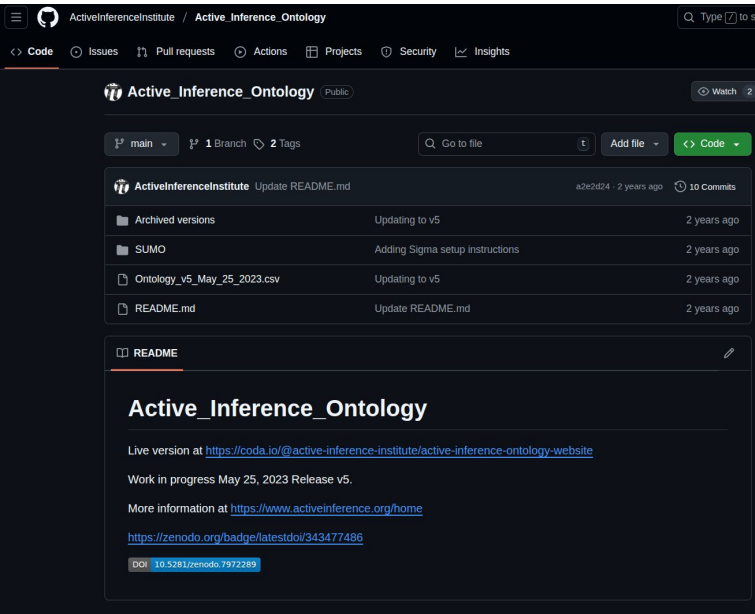 ActiveInferenceInstitute / Active_Inference_Ontology
Type / to s
Code Issues Pull requests Actions Projects Security Insights
Active_Inference_Ontology Public
Watch 2
main 1 Branch 2 Tags Go to file t Add file Code
ActiveInferenceInstitute Update README.md a2e2d24 · 2 years ago 10 Commits
Archived versions Updating to v5 2 years ago
SUMO Adding Sigma setup instructions 2 years ago
Ontology_v5_May_25_2023.csv Updating to v5 2 years ago
README.md Update README.md 2 years ago
README
Active_Inference_Ontology
Live version at https://coda.io/@active-inference-institute/active-inference-ontology-website
Work in progress May 25, 2023 Release v5.
More information at https://www.activeinference.org/home
https://zenodo.org/badge/latestdoi/343477486
DOI 10.5281/zenodo.7972289